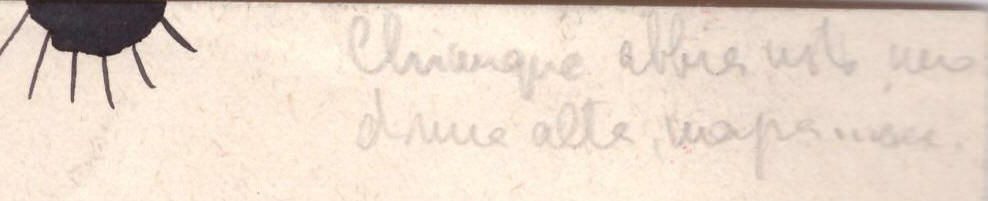 Chiunque abbia visto una
donna alta, magra